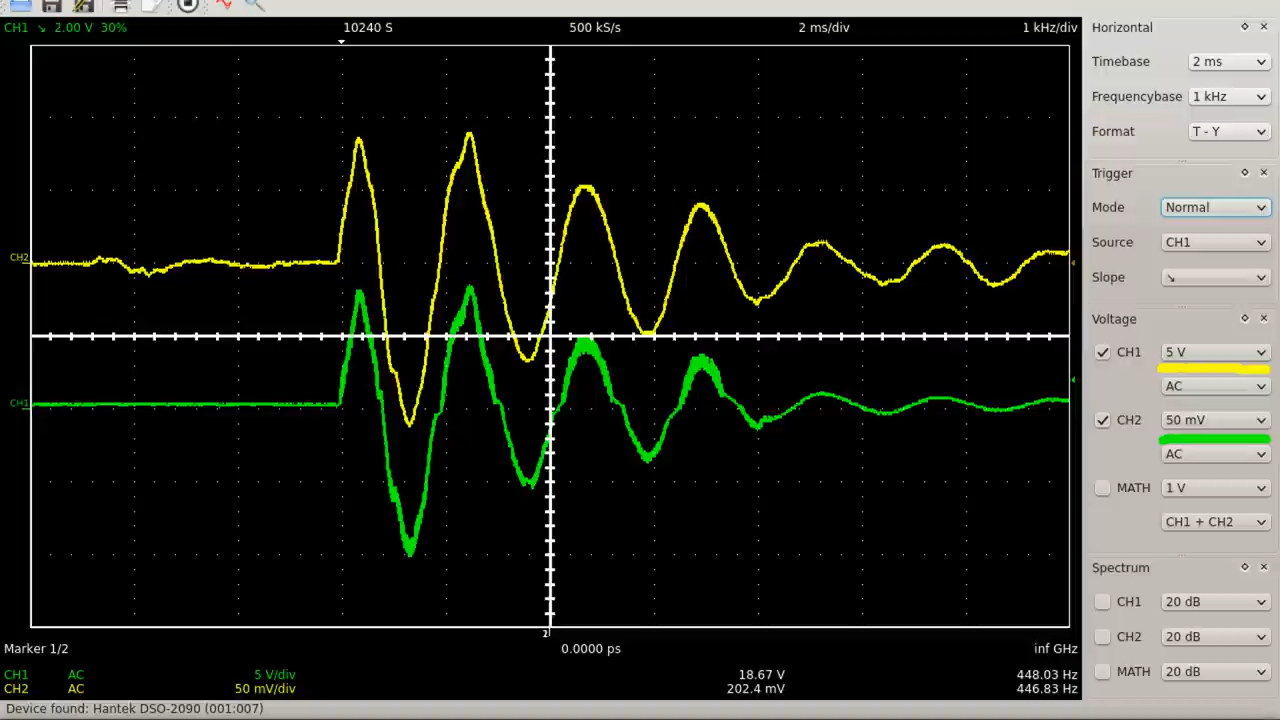 CH1 ↘ 2.00 V 30% 10240 S 500 kS/s 2 ms/div 1 kHz/div
CH2
CH1
2
Marker 1/2 0.0000 ps inf GHz
CH1 AC 5 V/div 18.67 V 448.03 Hz
CH2 AC 50 mV/div 202.4 mV 446.83 Hz
Device found: Hantek DSO-2090 (001:007)
Horizontal
Timebase 2 ms
Frequencybase 1 kHz
Format T - Y
Trigger
Mode Normal
Source CH1
Slope ↘
Voltage
CH1 5 V
AC
CH2 50 mV
AC
MATH 1 V
CH1 + CH2
Spectrum
CH1 20 dB
CH2 20 dB
MATH 20 dB